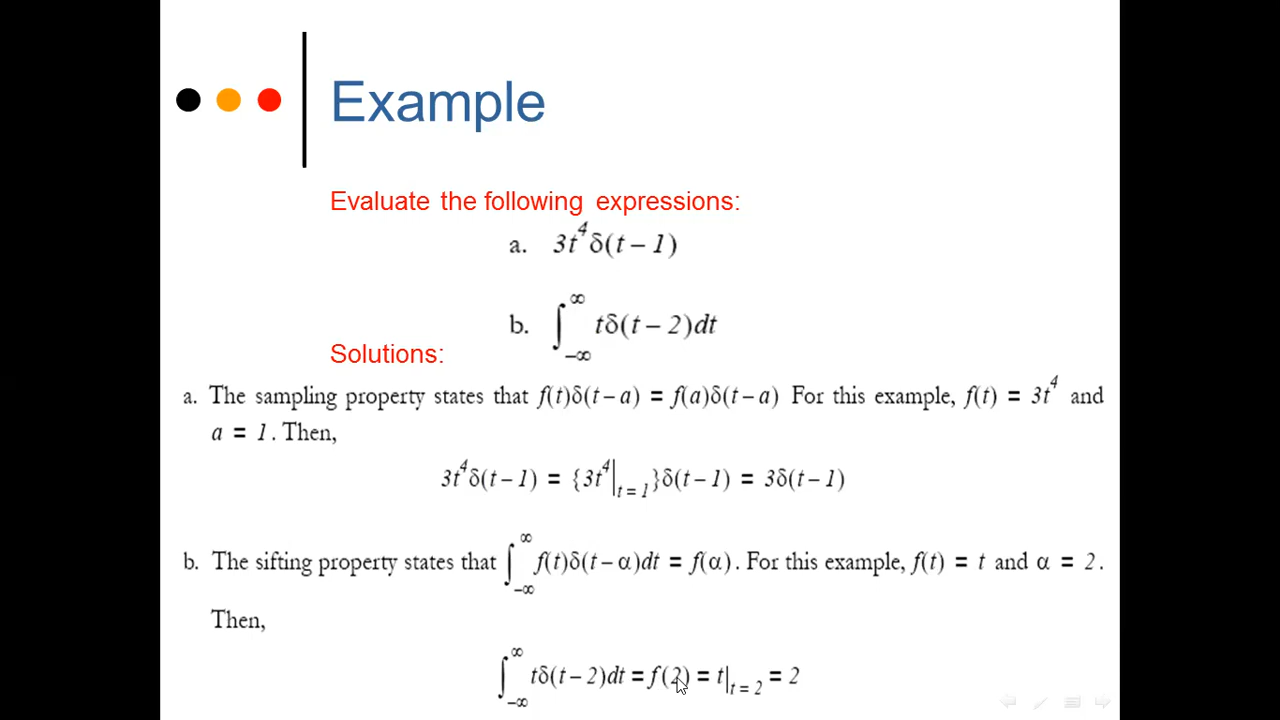 Example
Evaluate the following expressions:
a. 3t⁴δ(t – 1)
b. ∫_{–∞}^{∞} tδ(t – 2)dt
Solutions:
a. The sampling property states that f(t)δ(t – a) = f(a)δ(t – a) For this example, f(t) = 3t⁴ and
a = 1. Then,
3t⁴δ(t – 1) = {3t⁴|_{t = 1}}δ(t – 1) = 3δ(t – 1)
b. The sifting property states that ∫_{–∞}^{∞} f(t)δ(t – α)dt = f(α). For this example, f(t) = t and α = 2.
Then,
∫_{–∞}^{∞} tδ(t – 2)dt = f(2) = t|_{t = 2} = 2